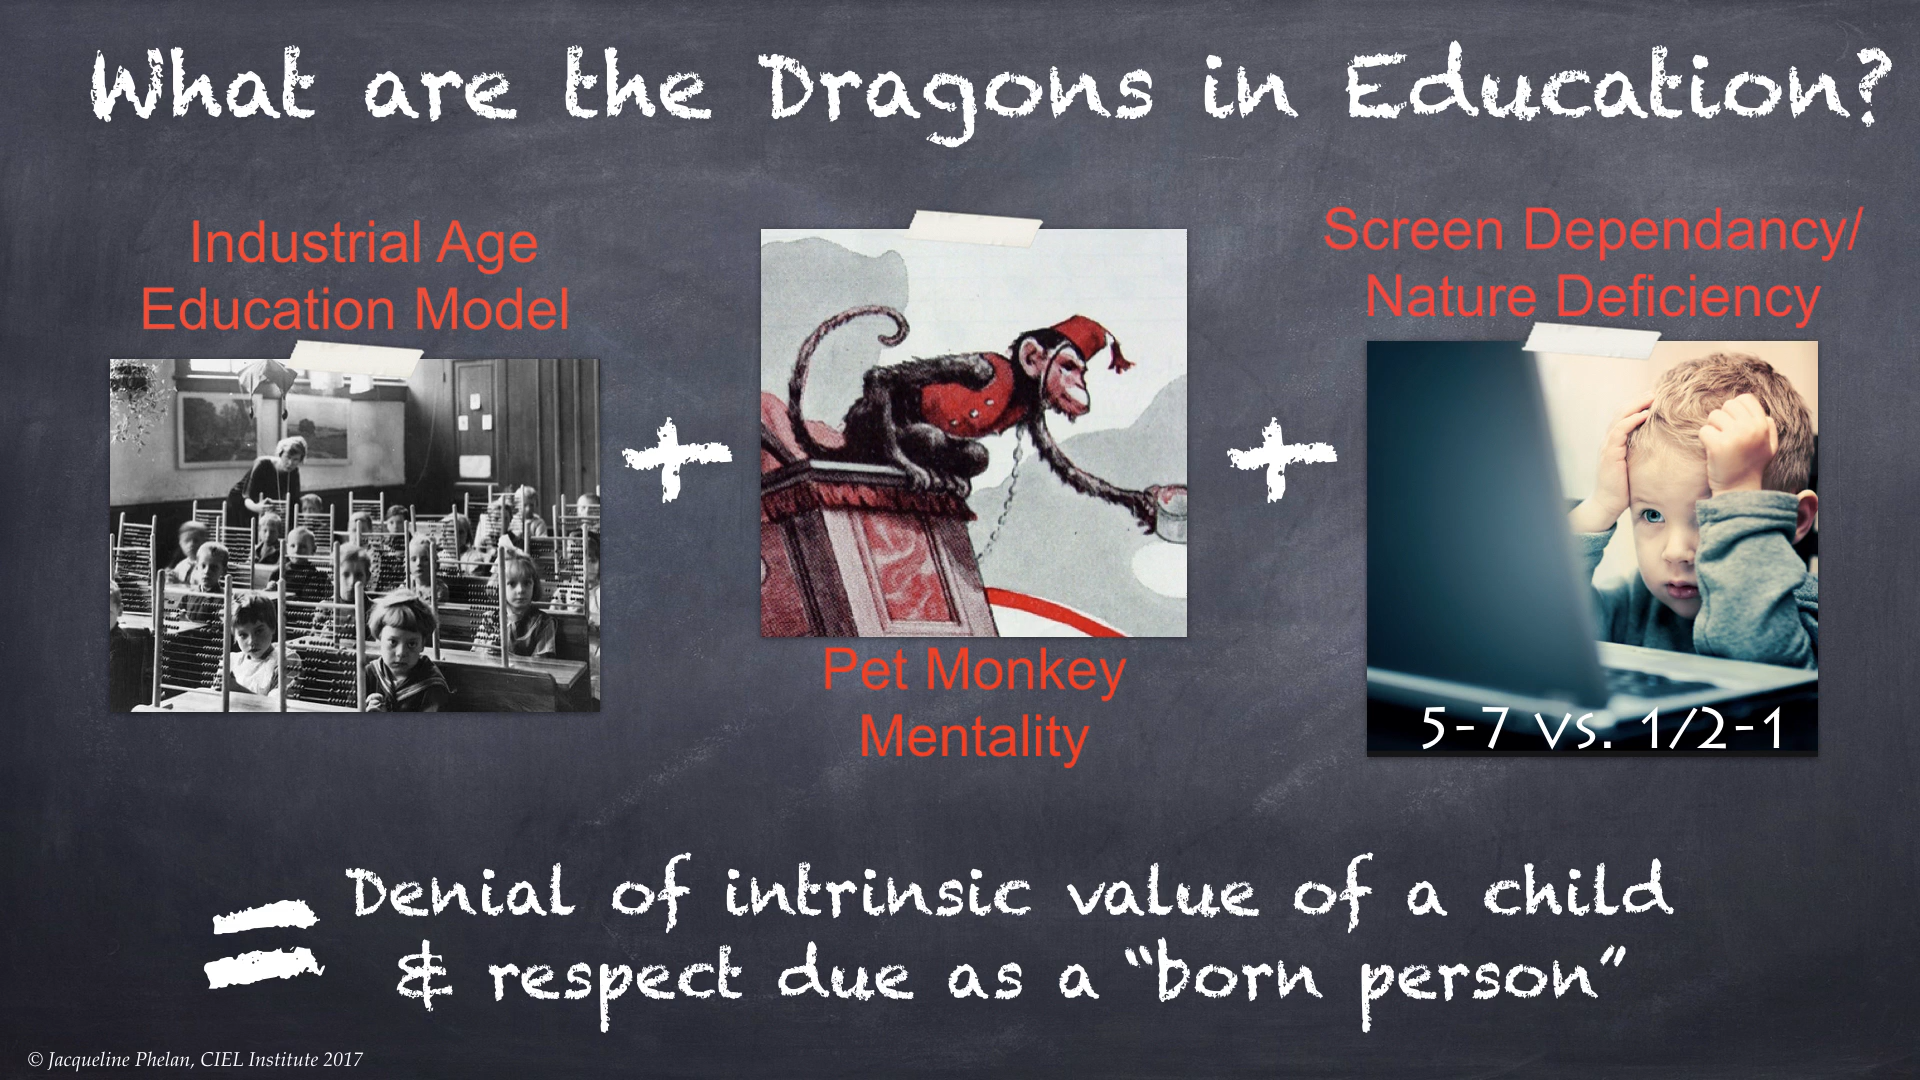 What are the Dragons in Education?
Industrial Age
Education Model
+
Pet Monkey
Mentality
+
Screen Dependancy/
Nature Deficiency
5-7 vs. 1/2-1
=
Denial of intrinsic value of a child
& respect due as a “born person”
© Jacqueline Phelan, CIEL Institute 2017